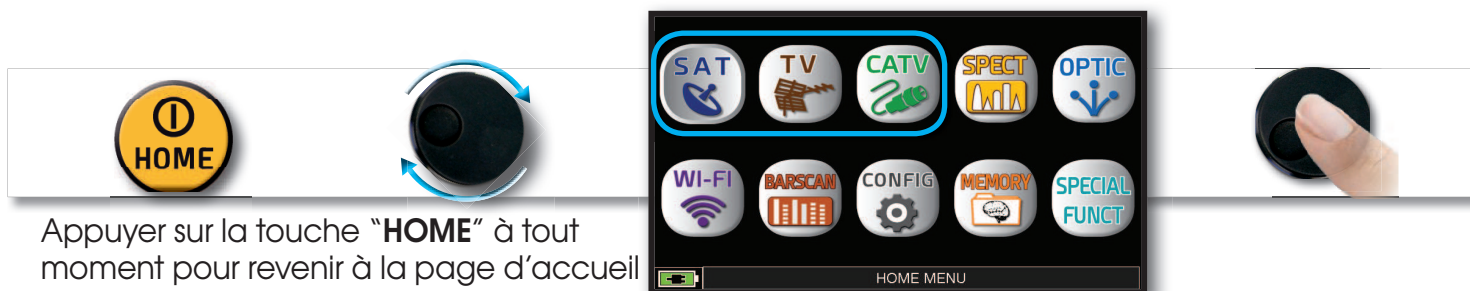 HOME
SAT
TV
CATV
SPECT
OPTIC
WI-FI
BARSCAN
CONFIG
MEMORY
SPECIAL
FUNCT
Appuyer sur la touche “HOME” à tout
moment pour revenir à la page d’accueil
HOME MENU